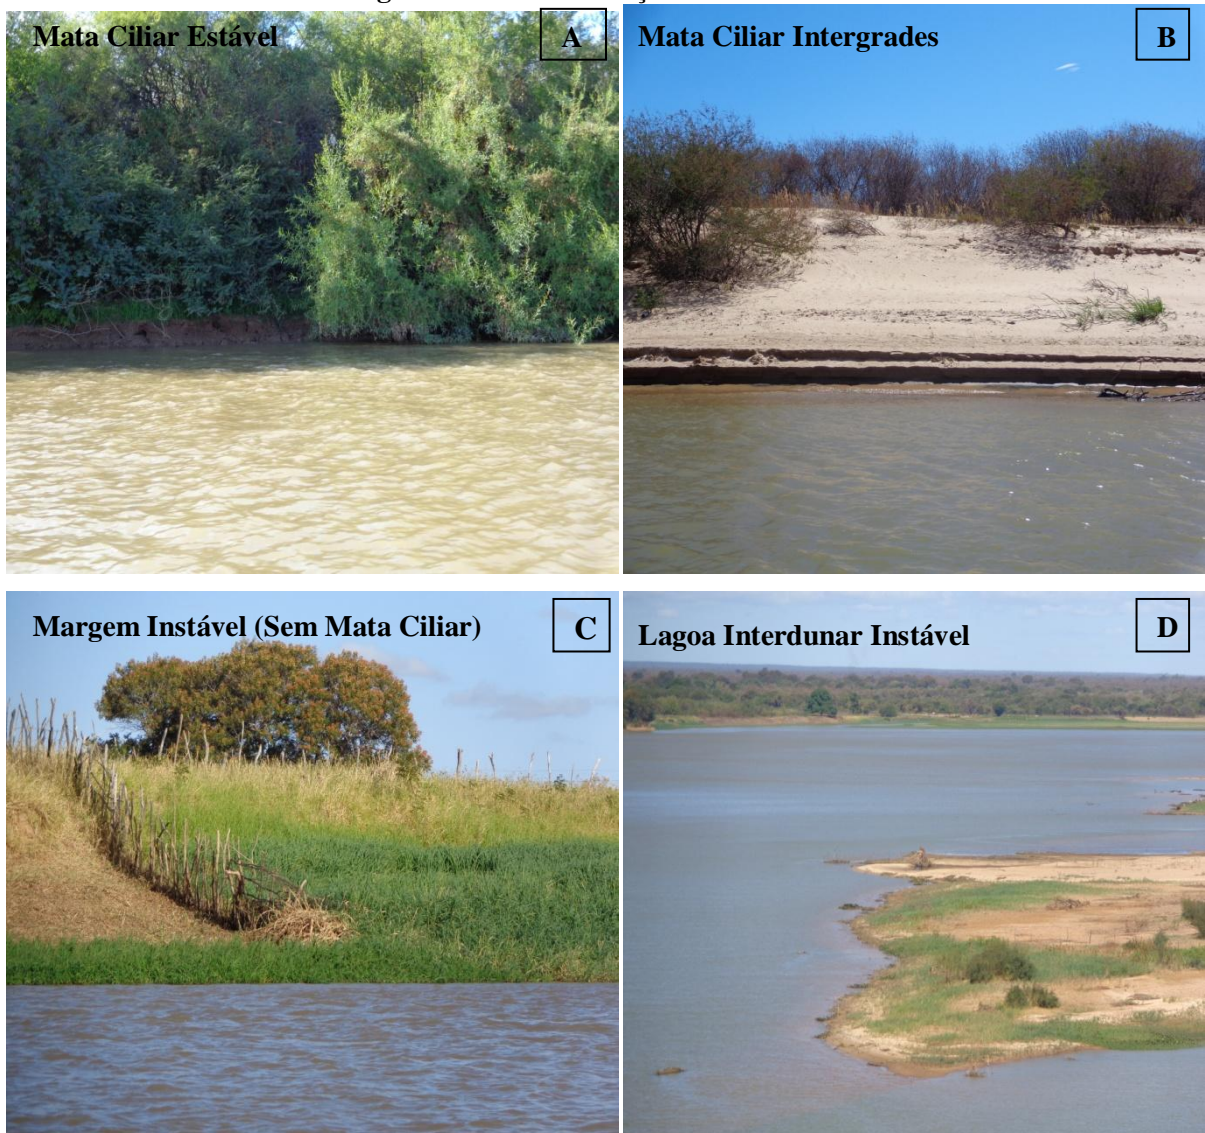 Mata Ciliar Estável
A
Mata Ciliar Intergrades
B
Margem Instável (Sem Mata Ciliar)
C
Lagoa Interdunar Instável
D